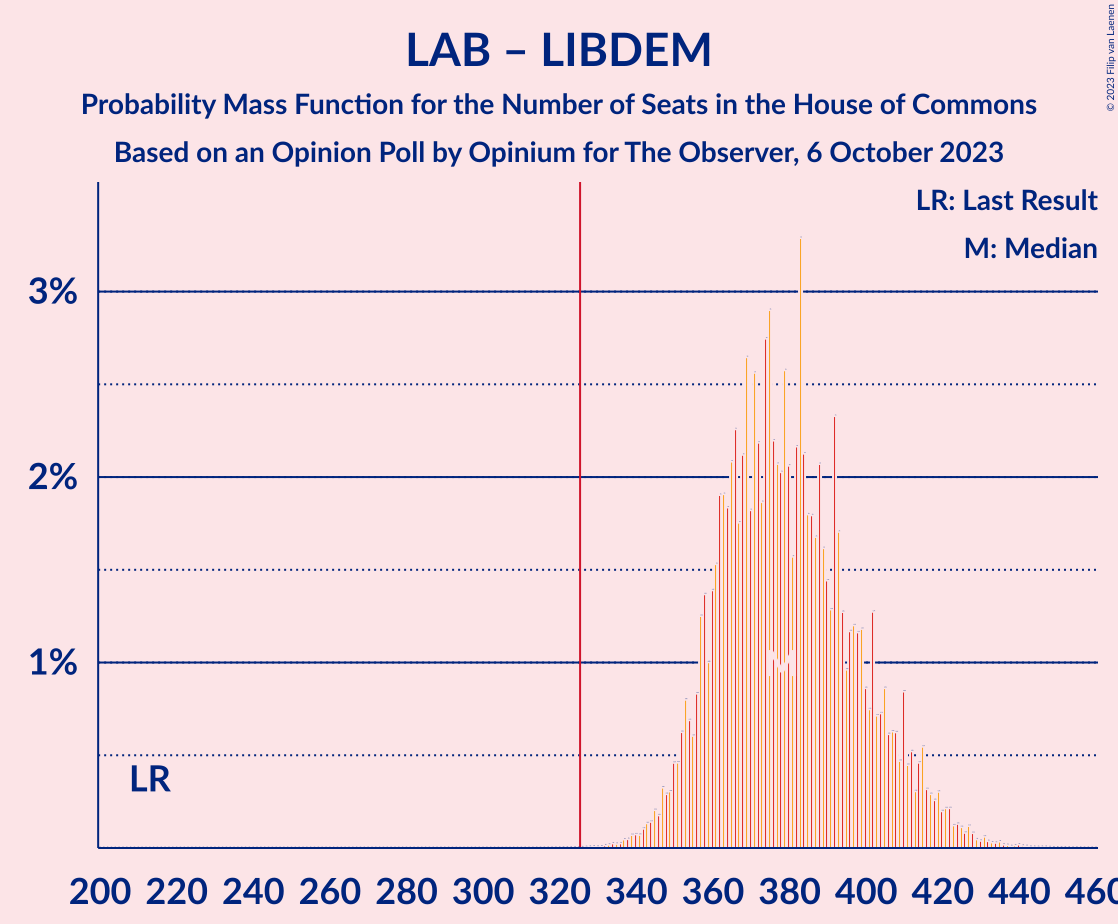 LAB – LIBDEM
Probability Mass Function for the Number of Seats in the House of Commons
Based on an Opinion Poll by Opinium for The Observer, 6 October 2023
© 2023 Filip van Laenen
LR: Last Result
M: Median
3%
2%
1%
M
LR
200 220 240 260 280 300 320 340 360 380 400 420 440 460